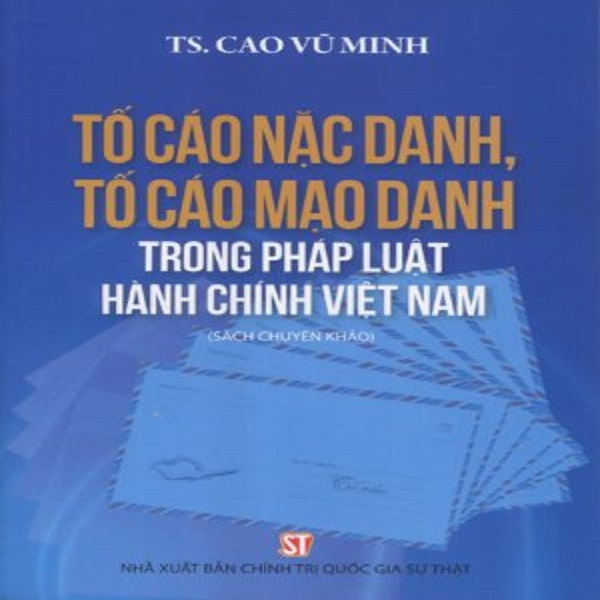 TS. CAO VŨ MINH
TỐ CÁO NẶC DANH,
TỐ CÁO MẠO DANH
TRONG PHÁP LUẬT
HÀNH CHÍNH VIỆT NAM
(SÁCH CHUYÊN KHẢO)
ST
NHÀ XUẤT BẢN CHÍNH TRỊ QUỐC GIA SỰ THẬT